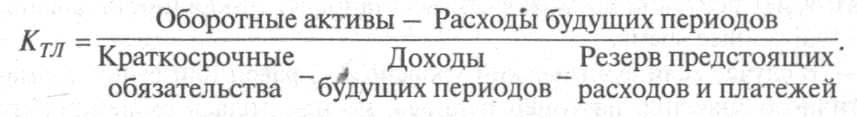 Оборотные активы – Расходы будущих периодов
K_ТЛ = .
Краткосрочные – Доходы Резерв предстоящих
обязательства будущих периодов расходов и платежей